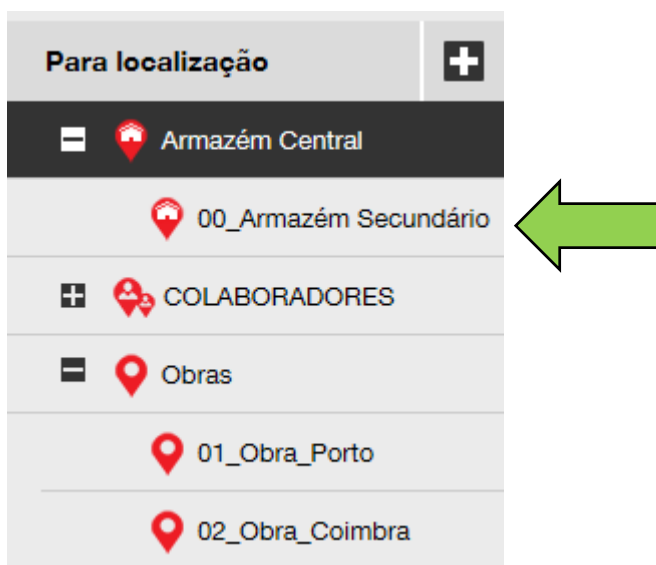 Para localização
Armazém Central
00_Armazém Secundário
COLABORADORES
Obras
01_Obra_Porto
02_Obra_Coimbra